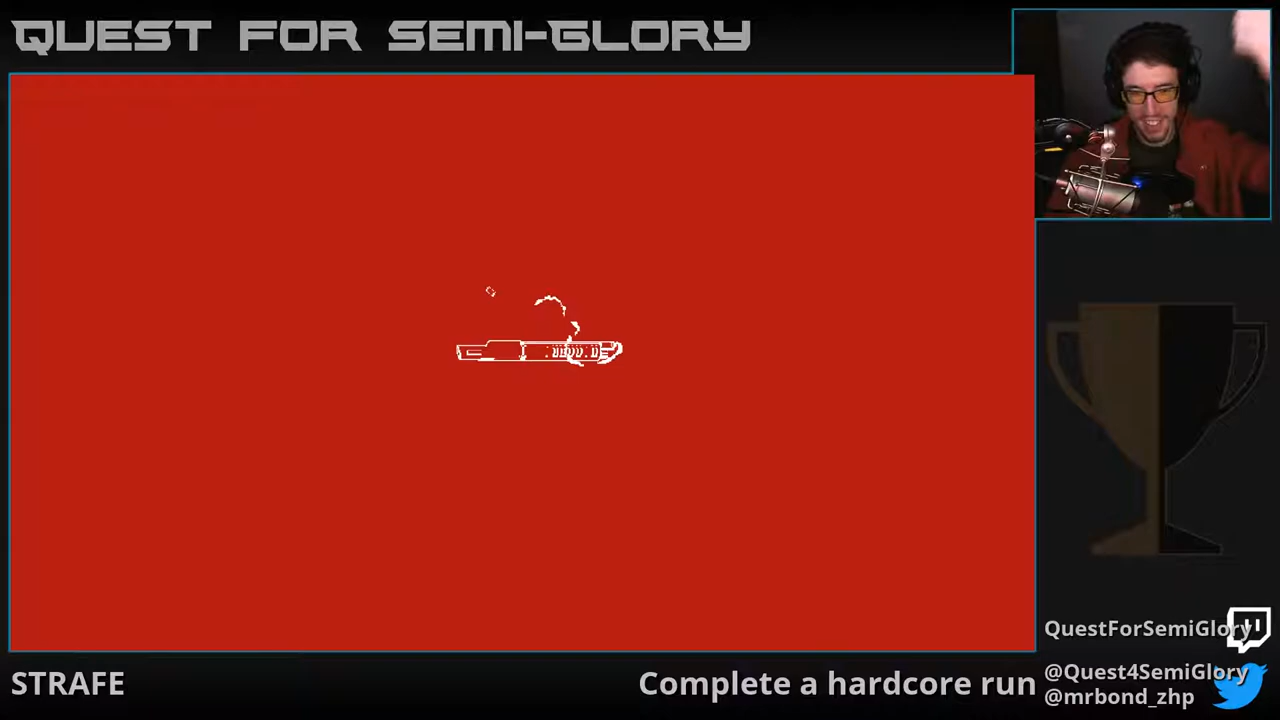 QUEST FOR SEMI-GLORY
QuestForSemiGlory
@Quest4SemiGlory
@mrbond_zhp
STRAFE
Complete a hardcore run